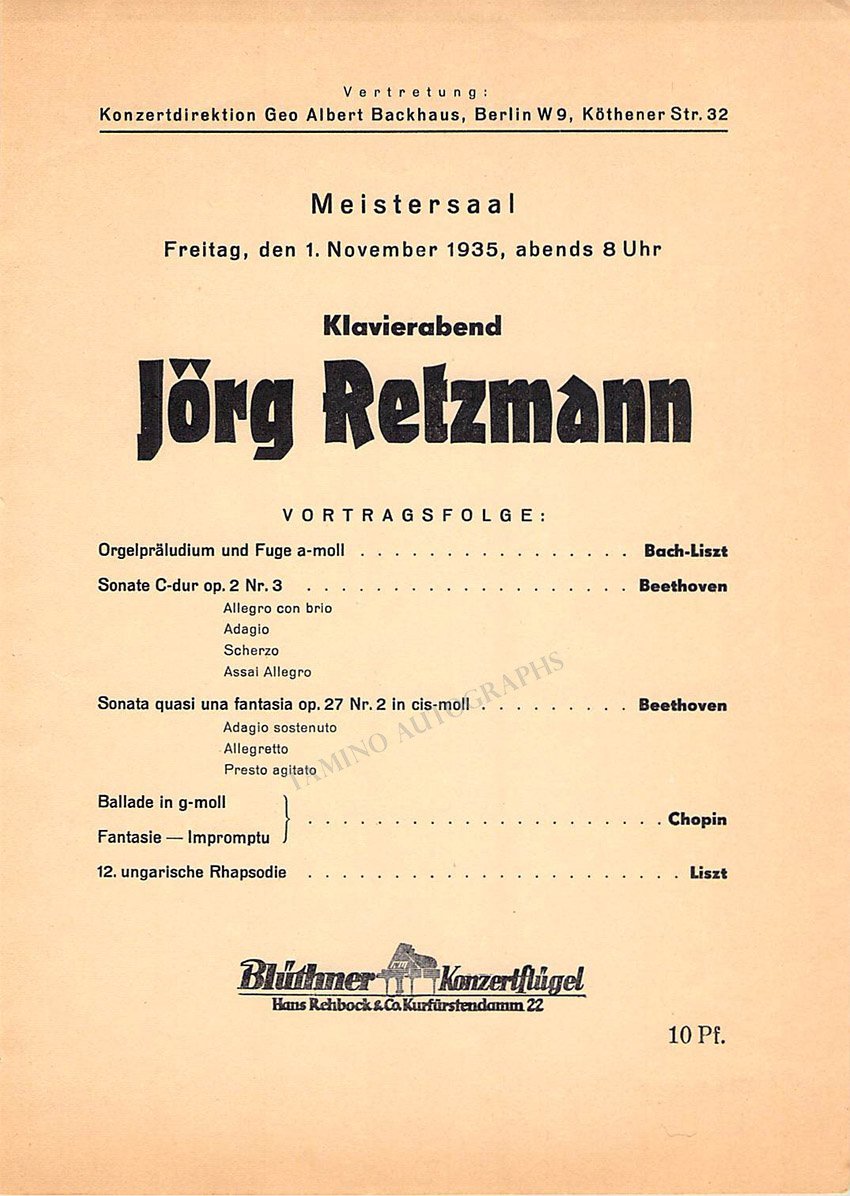 Vertretung:
Konzertdirektion Geo Albert Backhaus, Berlin W 9, Köthener Str. 32
Meistersaal
Freitag, den 1. November 1935, abends 8 Uhr
Klavierabend
Jörg Retzmann
VORTRAGSFOLGE:
Orgelpräludium und Fuge a-moll . . . . . . . . . . . . . . . . Bach-Liszt
Sonate C-dur op. 2 Nr. 3 . . . . . . . . . . . . . . . . . . . Beethoven
Allegro con brio
Adagio
Scherzo
Assai Allegro
Sonata quasi una fantasia op. 27 Nr. 2 in cis-moll . . . . . . . . . Beethoven
Adagio sostenuto
Allegretto
Presto agitato
TAMINO AUTOGRAPHS
Ballade in g-moll
Fantasie — Impromptu } . . . . . . . . . . . . . . . . . . . . . Chopin
12. ungarische Rhapsodie . . . . . . . . . . . . . . . . . . . . . . Liszt
Blüthner Konzertflügel
Hans Rehbock & Co. Kurfürstendamm 22
10 Pf.